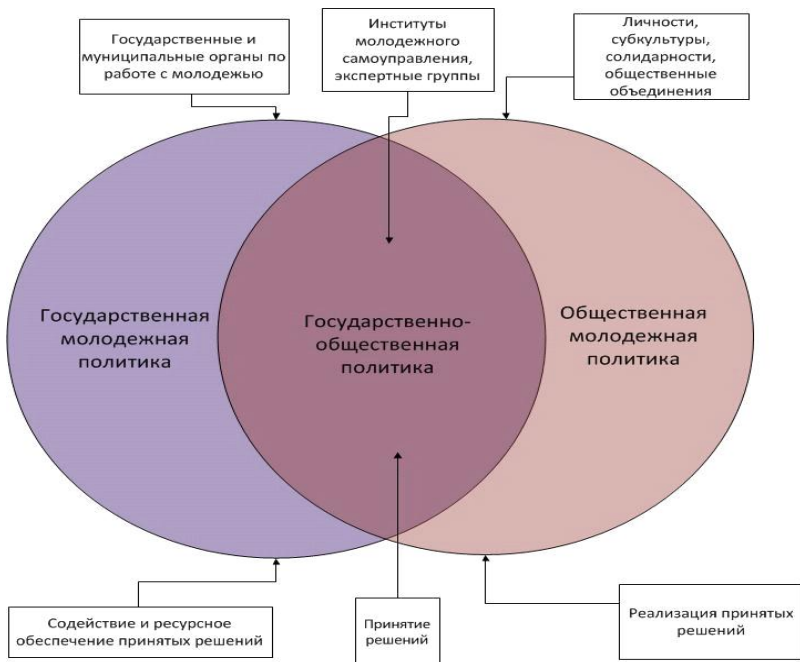 Государственные и
муниципальные органы по
работе с молодежью
Институты
молодежного
самоуправления,
экспертные группы
Личности,
субкультуры,
солидарности,
общественные
объединения
Государственная
молодежная
политика
Государственно-
общественная
политика
Общественная
молодежная
политика
Содействие и ресурсное
обеспечение принятых решений
Принятие
решений
Реализация принятых
решений